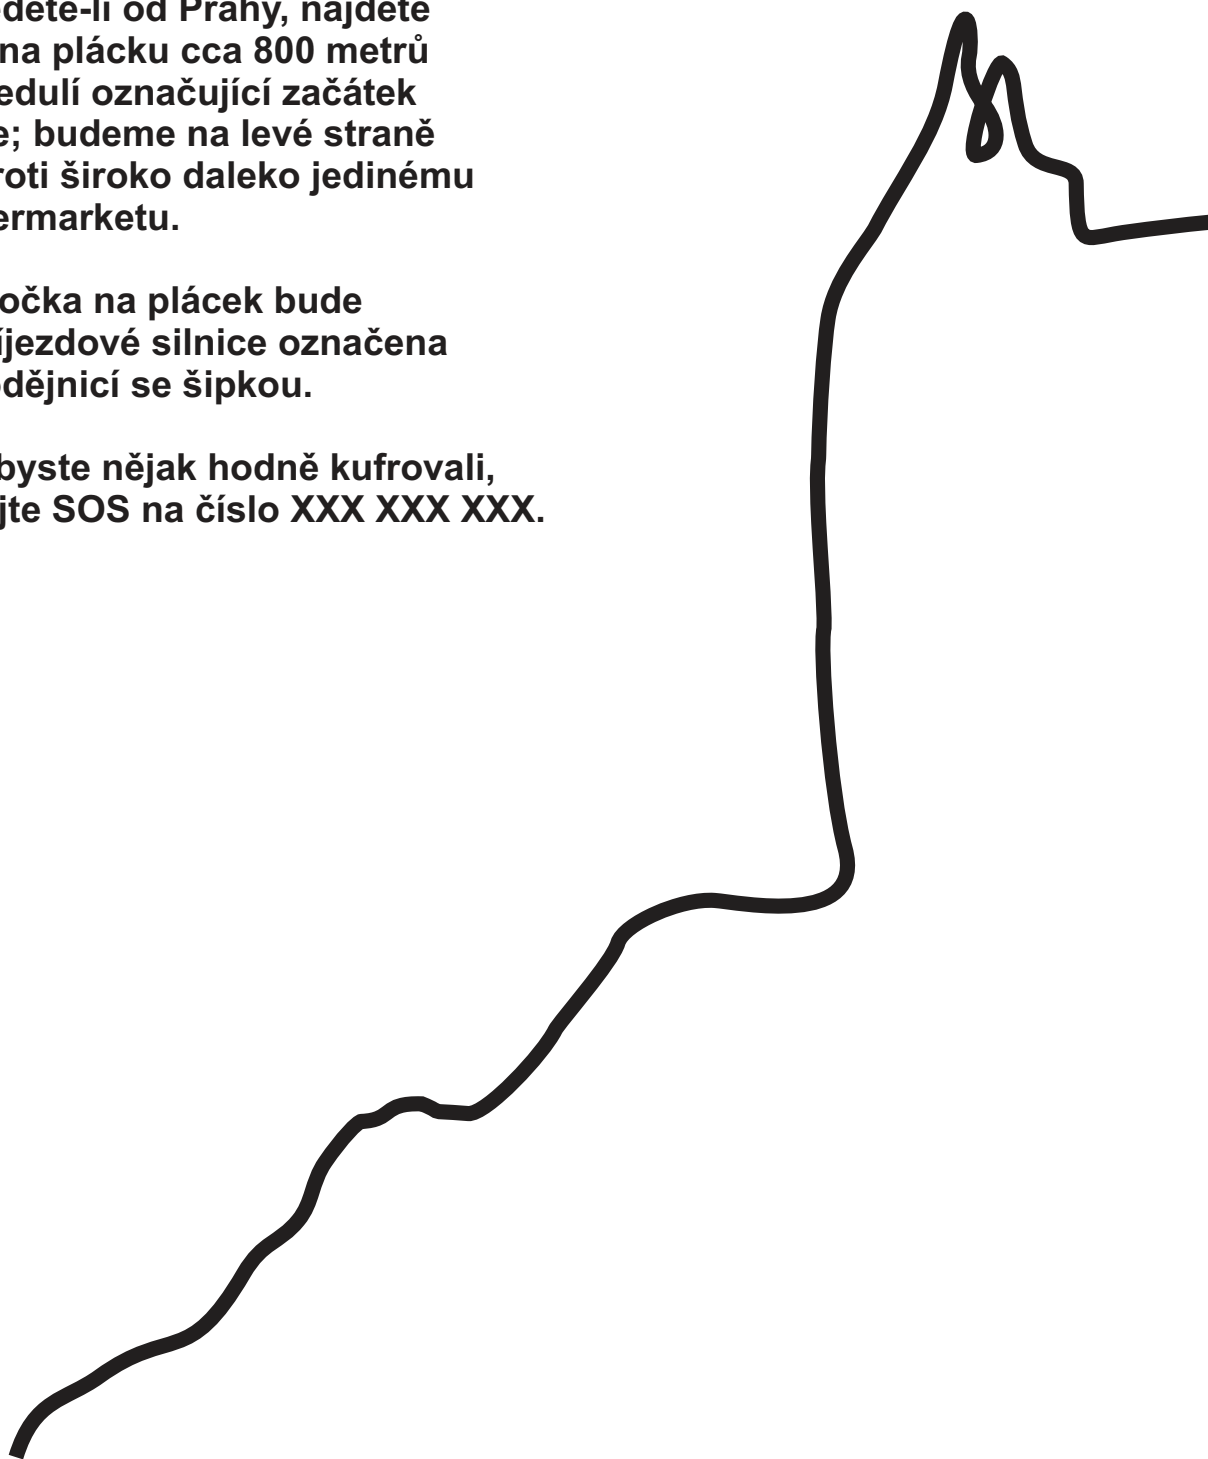 dete-li od Prahy, najdete
na plácku cca 800 metrů
edulí označující začátek
e; budeme na levé straně
roti široko daleko jedinému
ermarketu.
očka na plácek bude
íjezdové silnice označena
dějnicí se šipkou.
byste nějak hodně kufrovali,
jte SOS na číslo XXX XXX XXX.